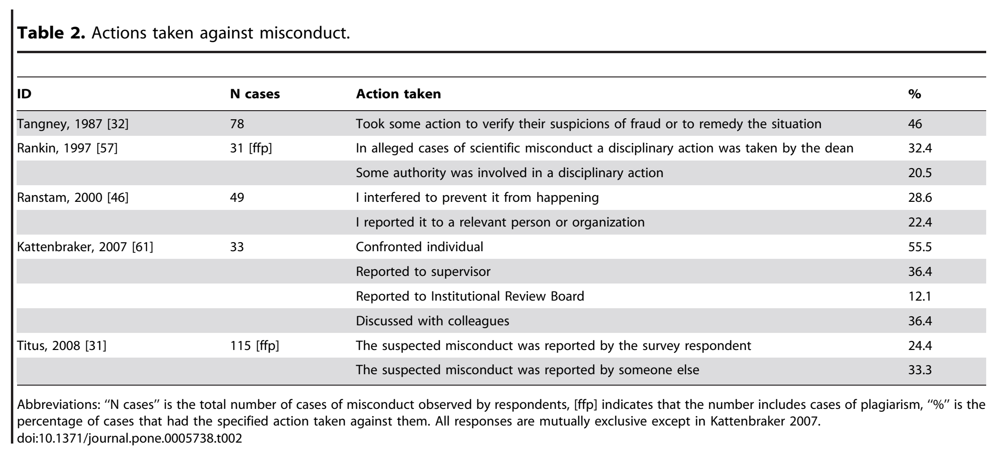 Table 2. Actions taken against misconduct.
ID N cases Action taken %
Tangney, 1987 [32] 78 Took some action to verify their suspicions of fraud or to remedy the situation 46
Rankin, 1997 [57] 31 [ffp] In alleged cases of scientific misconduct a disciplinary action was taken by the dean 32.4
Some authority was involved in a disciplinary action 20.5
Ranstam, 2000 [46] 49 I interfered to prevent it from happening 28.6
I reported it to a relevant person or organization 22.4
Kattenbraker, 2007 [61] 33 Confronted individual 55.5
Reported to supervisor 36.4
Reported to Institutional Review Board 12.1
Discussed with colleagues 36.4
Titus, 2008 [31] 115 [ffp] The suspected misconduct was reported by the survey respondent 24.4
The suspected misconduct was reported by someone else 33.3
Abbreviations: ‘‘N cases’’ is the total number of cases of misconduct observed by respondents, [ffp] indicates that the number includes cases of plagiarism, ‘‘%’’ is the
percentage of cases that had the specified action taken against them. All responses are mutually exclusive except in Kattenbraker 2007.
doi:10.1371/journal.pone.0005738.t002